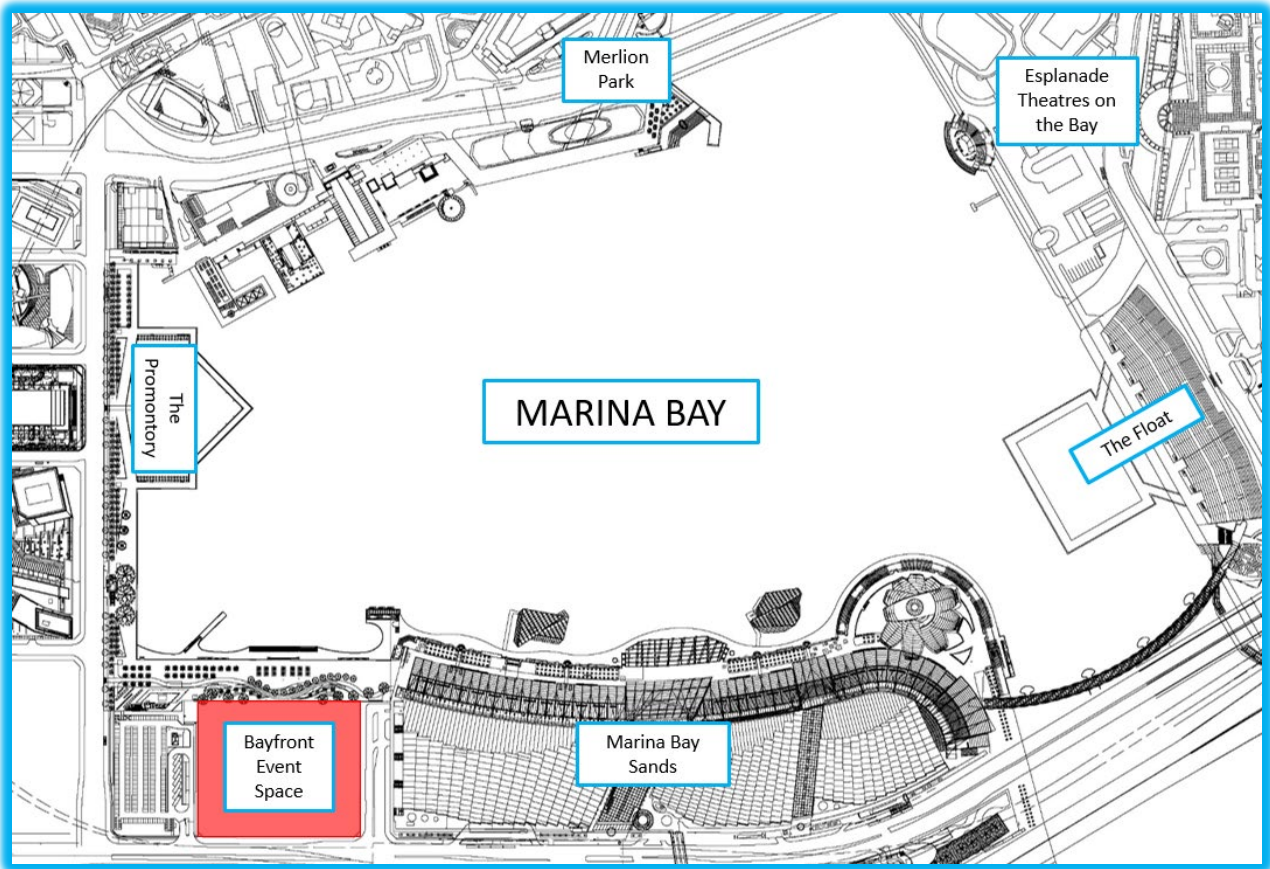 Merlion
Park
Esplanade
Theatres on
the Bay
The
Promontory
MARINA BAY
The Float
Bayfront
Event
Space
Marina Bay
Sands